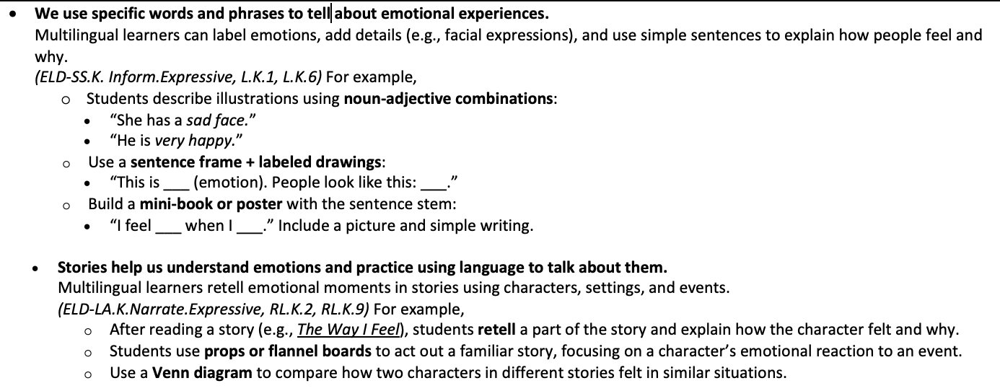 • We use specific words and phrases to tell about emotional experiences.
Multilingual learners can label emotions, add details (e.g., facial expressions), and use simple sentences to explain how people feel and
why.
(ELD-SS.K. Inform.Expressive, L.K.1, L.K.6) For example,
o Students describe illustrations using noun-adjective combinations:
• “She has a sad face.”
• “He is very happy.”
o Use a sentence frame + labeled drawings:
• “This is ___ (emotion). People look like this: ___.”
o Build a mini-book or poster with the sentence stem:
• “I feel ___ when I ___.” Include a picture and simple writing.
• Stories help us understand emotions and practice using language to talk about them.
Multilingual learners retell emotional moments in stories using characters, settings, and events.
(ELD-LA.K.Narrate.Expressive, RL.K.2, RL.K.9) For example,
o After reading a story (e.g., The Way I Feel), students retell a part of the story and explain how the character felt and why.
o Students use props or flannel boards to act out a familiar story, focusing on a character’s emotional reaction to an event.
o Use a Venn diagram to compare how two characters in different stories felt in similar situations.